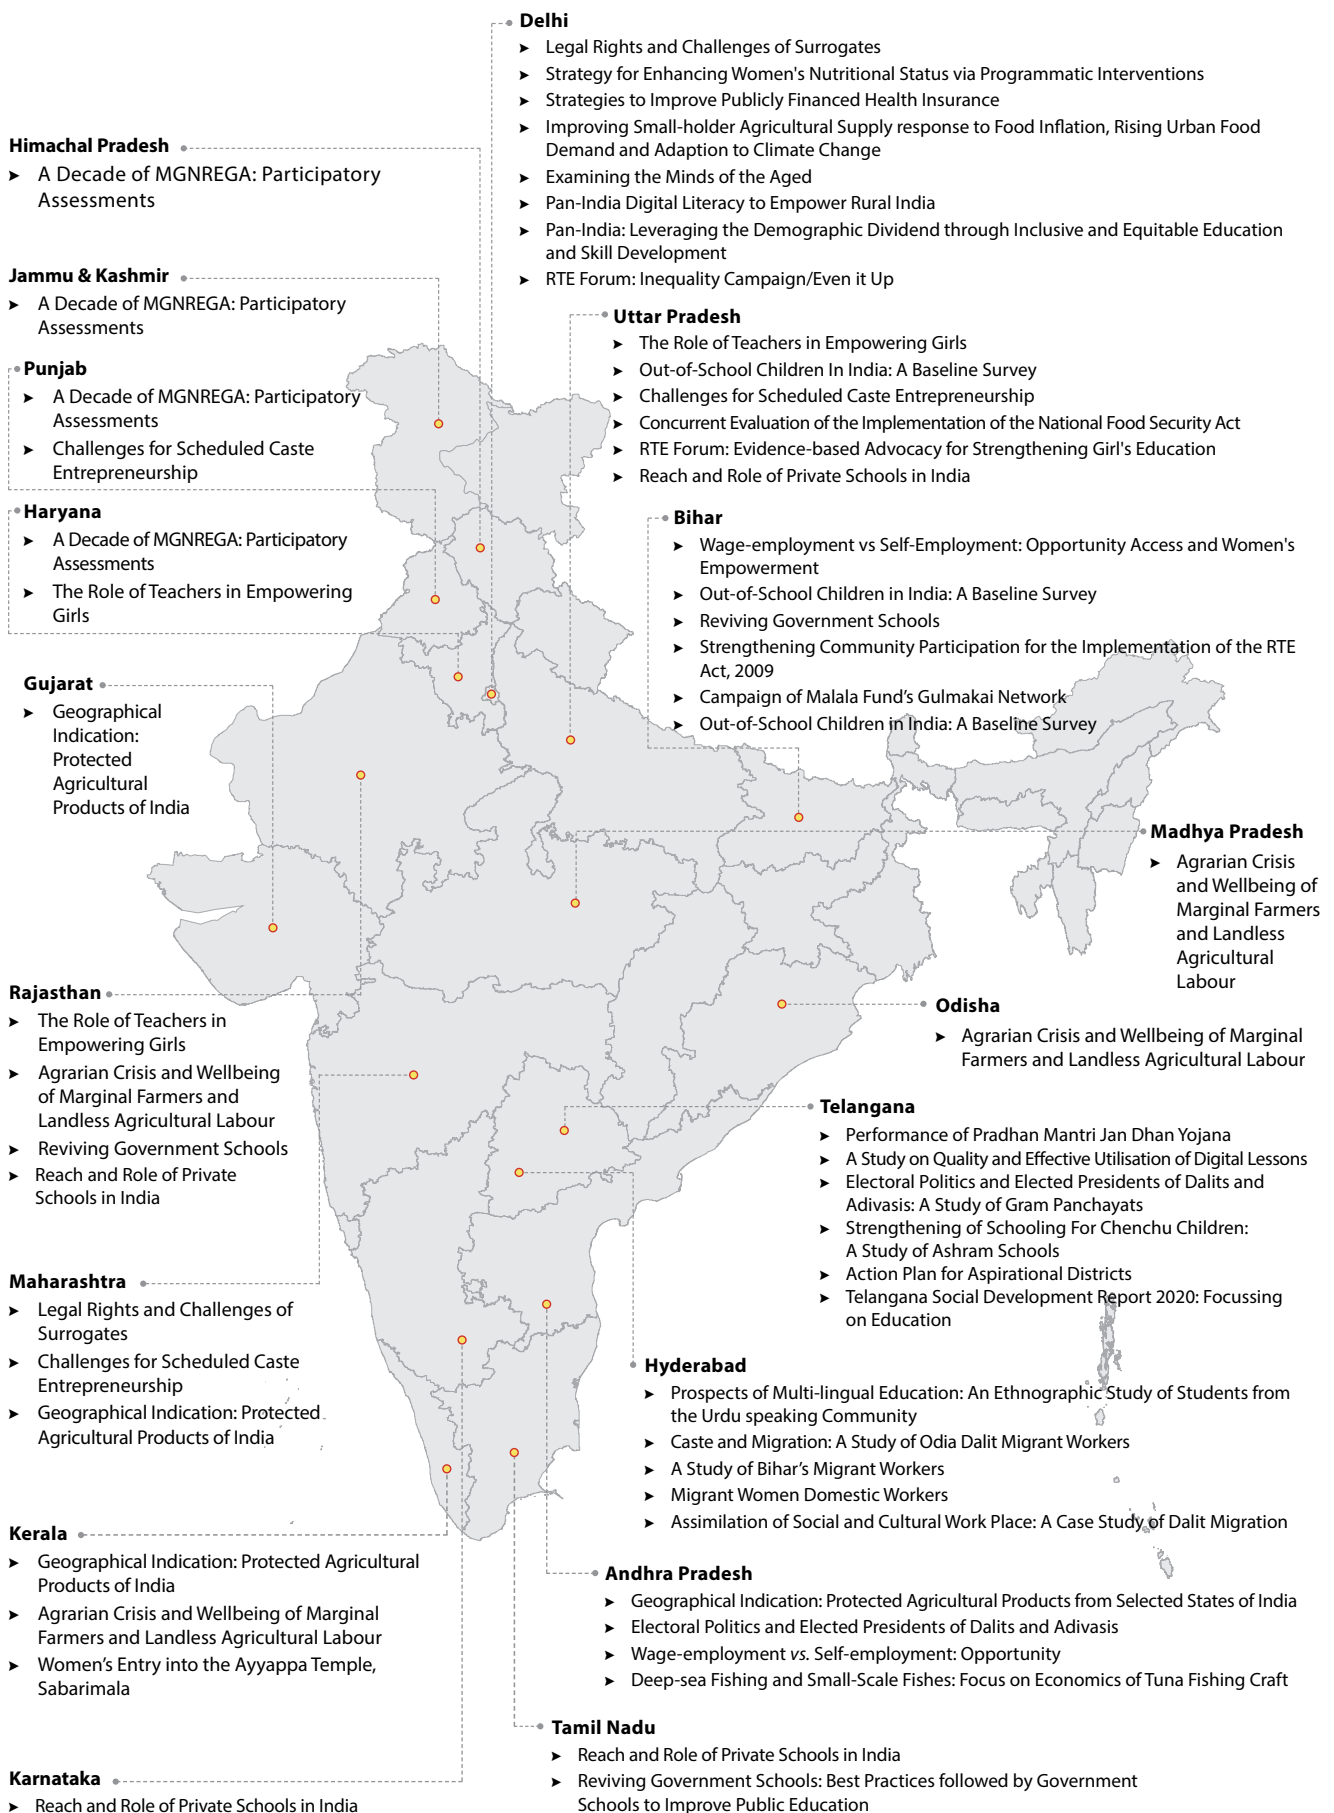 Delhi
➤ Legal Rights and Challenges of Surrogates
➤ Strategy for Enhancing Women's Nutritional Status via Programmatic Interventions
➤ Strategies to Improve Publicly Financed Health Insurance
➤ Improving Small-holder Agricultural Supply response to Food Inflation, Rising Urban Food
Demand and Adaption to Climate Change
➤ Examining the Minds of the Aged
➤ Pan-India Digital Literacy to Empower Rural India
➤ Pan-India: Leveraging the Demographic Dividend through Inclusive and Equitable Education
and Skill Development
➤ RTE Forum: Inequality Campaign/Even it Up
Himachal Pradesh
➤ A Decade of MGNREGA: Participatory
Assessments
Jammu & Kashmir
➤ A Decade of MGNREGA: Participatory
Assessments
Punjab
➤ A Decade of MGNREGA: Participatory
Assessments
➤ Challenges for Scheduled Caste
Entrepreneurship
Haryana
➤ A Decade of MGNREGA: Participatory
Assessments
➤ The Role of Teachers in Empowering
Girls
Gujarat
➤ Geographical
Indication:
Protected
Agricultural
Products of India
Uttar Pradesh
➤ The Role of Teachers in Empowering Girls
➤ Out-of-School Children In India: A Baseline Survey
➤ Challenges for Scheduled Caste Entrepreneurship
➤ Concurrent Evaluation of the Implementation of the National Food Security Act
➤ RTE Forum: Evidence-based Advocacy for Strengthening Girl's Education
➤ Reach and Role of Private Schools in India
Bihar
➤ Wage-employment vs Self-Employment: Opportunity Access and Women's
Empowerment
➤ Out-of-School Children in India: A Baseline Survey
➤ Reviving Government Schools
➤ Strengthening Community Participation for the Implementation of the RTE
Act, 2009
➤ Campaign of Malala Fund's Gulmakai Network
➤ Out-of-School Children in India: A Baseline Survey
Madhya Pradesh
➤ Agrarian Crisis
and Wellbeing of
Marginal Farmers
and Landless
Agricultural
Labour
Rajasthan
➤ The Role of Teachers in
Empowering Girls
➤ Agrarian Crisis and Wellbeing
of Marginal Farmers and
Landless Agricultural Labour
➤ Reviving Government Schools
➤ Reach and Role of Private
Schools in India
Odisha
➤ Agrarian Crisis and Wellbeing of Marginal
Farmers and Landless Agricultural Labour
Telangana
➤ Performance of Pradhan Mantri Jan Dhan Yojana
➤ A Study on Quality and Effective Utilisation of Digital Lessons
➤ Electoral Politics and Elected Presidents of Dalits and
Adivasis: A Study of Gram Panchayats
➤ Strengthening of Schooling For Chenchu Children:
A Study of Ashram Schools
➤ Action Plan for Aspirational Districts
➤ Telangana Social Development Report 2020: Focussing
on Education
Maharashtra
➤ Legal Rights and Challenges of
Surrogates
➤ Challenges for Scheduled Caste
Entrepreneurship
➤ Geographical Indication: Protected
Agricultural Products of India
Hyderabad
➤ Prospects of Multi-lingual Education: An Ethnographic Study of Students from
the Urdu speaking Community
➤ Caste and Migration: A Study of Odia Dalit Migrant Workers
➤ A Study of Bihar's Migrant Workers
➤ Migrant Women Domestic Workers
➤ Assimilation of Social and Cultural Work Place: A Case Study of Dalit Migration
Kerala
➤ Geographical Indication: Protected Agricultural
Products of India
➤ Agrarian Crisis and Wellbeing of Marginal
Farmers and Landless Agricultural Labour
➤ Women's Entry into the Ayyappa Temple,
Sabarimala
Andhra Pradesh
➤ Geographical Indication: Protected Agricultural Products from Selected States of India
➤ Electoral Politics and Elected Presidents of Dalits and Adivasis
➤ Wage-employment vs. Self-employment: Opportunity
➤ Deep-sea Fishing and Small-Scale Fishes: Focus on Economics of Tuna Fishing Craft
Tamil Nadu
➤ Reach and Role of Private Schools in India
➤ Reviving Government Schools: Best Practices followed by Government
Schools to Improve Public Education
Karnataka
➤ Reach and Role of Private Schools in India